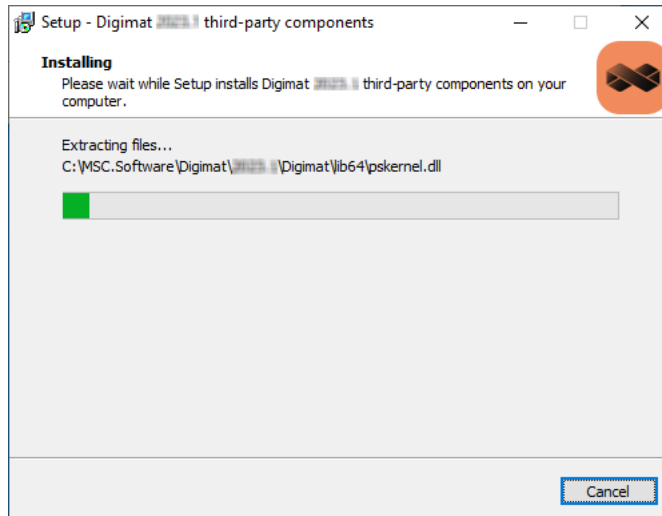 Setup - Digimat third-party components
Installing
Please wait while Setup installs Digimat third-party components on your
computer.
Extracting files...
C:\MSC.Software\Digimat\ \Digimat\lib64\pskernel.dll
Cancel